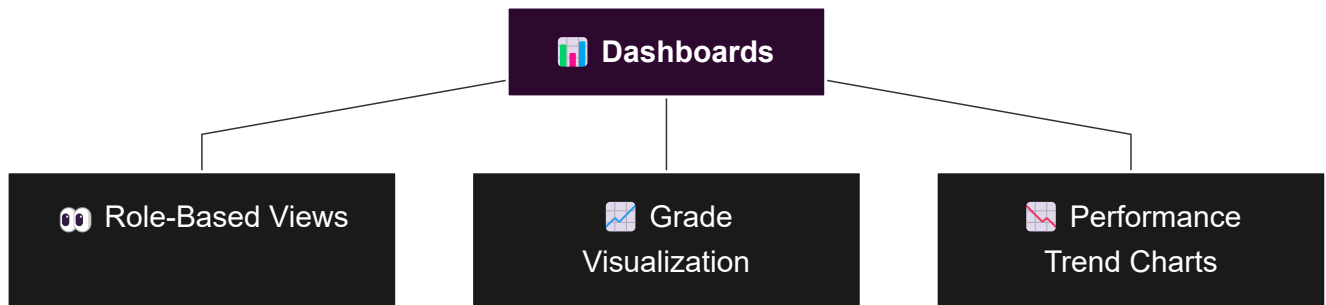 📊 Dashboards
👀 Role-Based Views
📈 Grade
Visualization
📉 Performance
Trend Charts